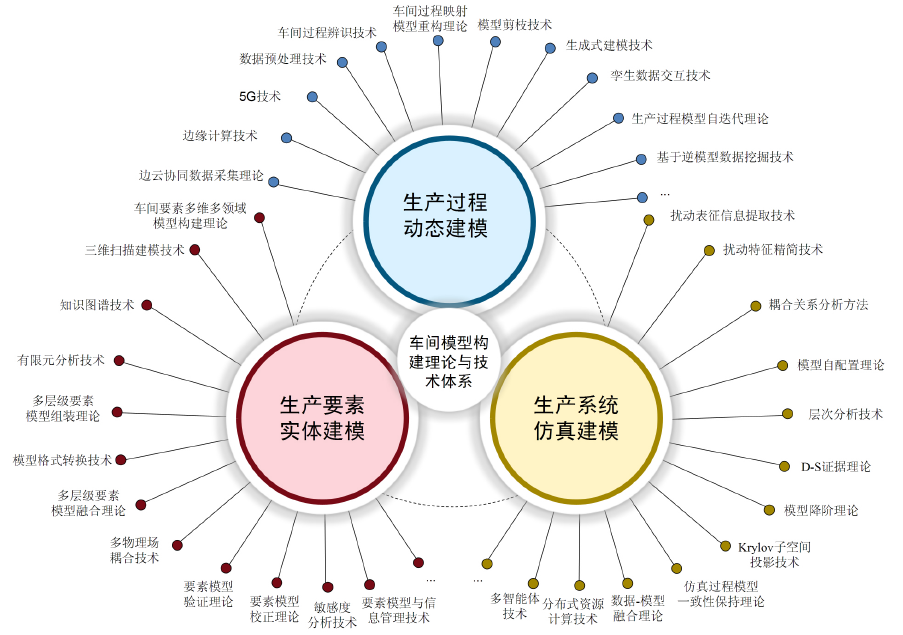 车间过程映射
模型重构理论
模型剪枝技术
车间过程辨识技术
生成式建模技术
数据预处理技术
孪生数据交互技术
5G技术
生产过程模型自迭代理论
边缘计算技术
基于逆模型数据挖掘技术
边云协同数据采集理论
...
生产过程
动态建模
车间要素多维多领域
模型构建理论
扰动表征信息提取技术
三维扫描建模技术
扰动特征精简技术
知识图谱技术
耦合关系分析方法
车间模型构
建理论与技
术体系
有限元分析技术
模型自配置理论
多层级要素
模型组装理论
生产要素
实体建模
生产系统
仿真建模
层次分析技术
模型格式转换技术
D-S证据理论
多层级要素
模型融合理论
模型降阶理论
多物理场
耦合技术
Krylov子空间
投影技术
要素模型
验证理论
要素模型
校正理论
敏感度
分析技术
要素模型与信
息管理技术
...
...
多智能体
技术
分布式资源
计算技术
数据-模型
融合理论
仿真过程模型
一致性保持理论